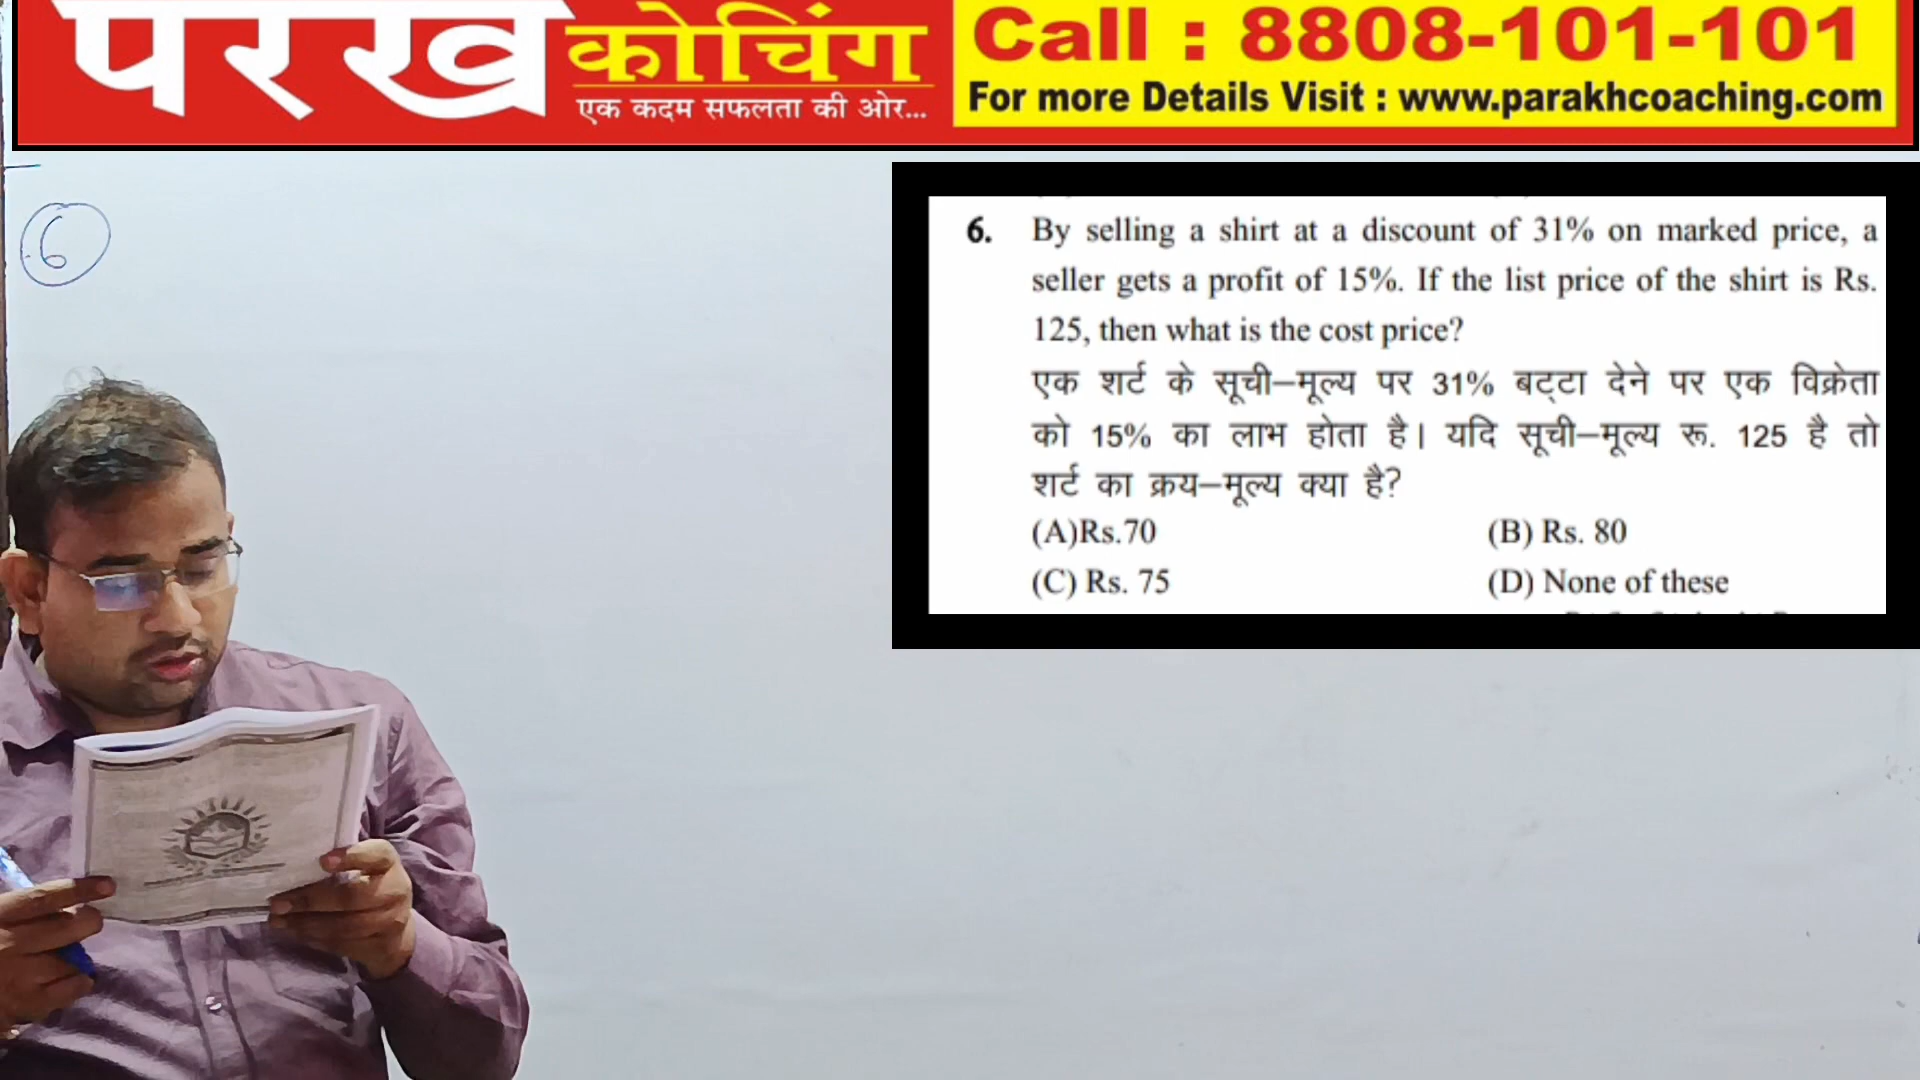 परख कोचिंग
एक कदम सफलता की ओर...
Call : 8808-101-101
For more Details Visit : www.parakhcoaching.com
6
6. By selling a shirt at a discount of 31% on marked price, a
seller gets a profit of 15%. If the list price of the shirt is Rs.
125, then what is the cost price?
एक शर्ट के सूची–मूल्य पर 31% बट्टा देने पर एक विक्रेता
को 15% का लाभ होता है। यदि सूची–मूल्य रू. 125 है तो
शर्ट का क्रय–मूल्य क्या है?
(A)Rs.70 (B) Rs. 80
(C) Rs. 75 (D) None of these